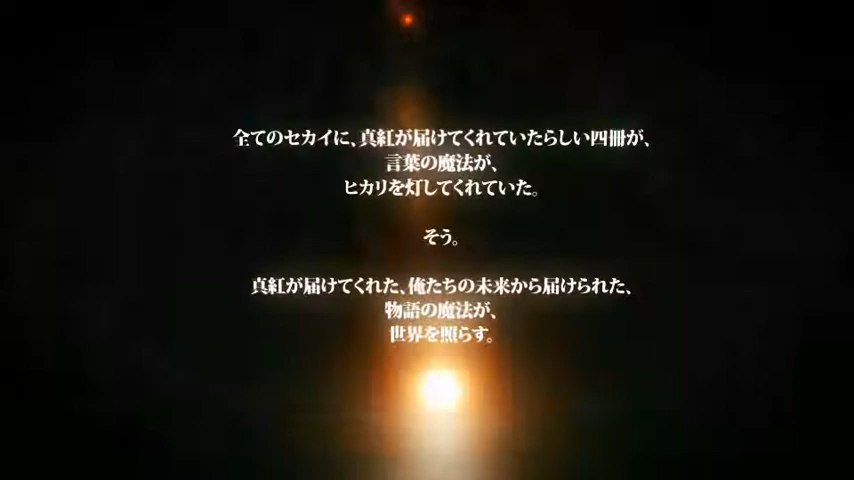 全てのセカイに、真紅が届けてくれていたらしい四冊が、
言葉の魔法が、
ヒカリを灯してくれていた。
そう。
真紅が届けてくれた、俺たちの未来から届けられた、
物語の魔法が、
世界を照らす。